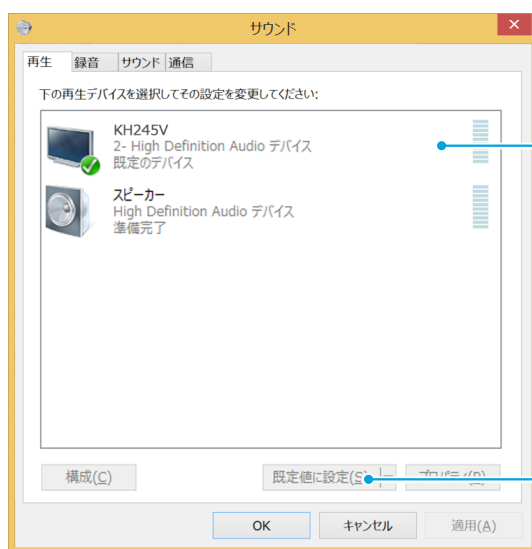 サウンド
再生 録音 サウンド 通信
下の再生デバイスを選択してその設定を変更してください:
KH245V
2- High Definition Audio デバイス
既定のデバイス
スピーカー
High Definition Audio デバイス
準備完了
構成(C) 既定値に設定(S) プロパティ(P)
OK キャンセル 適用(A)